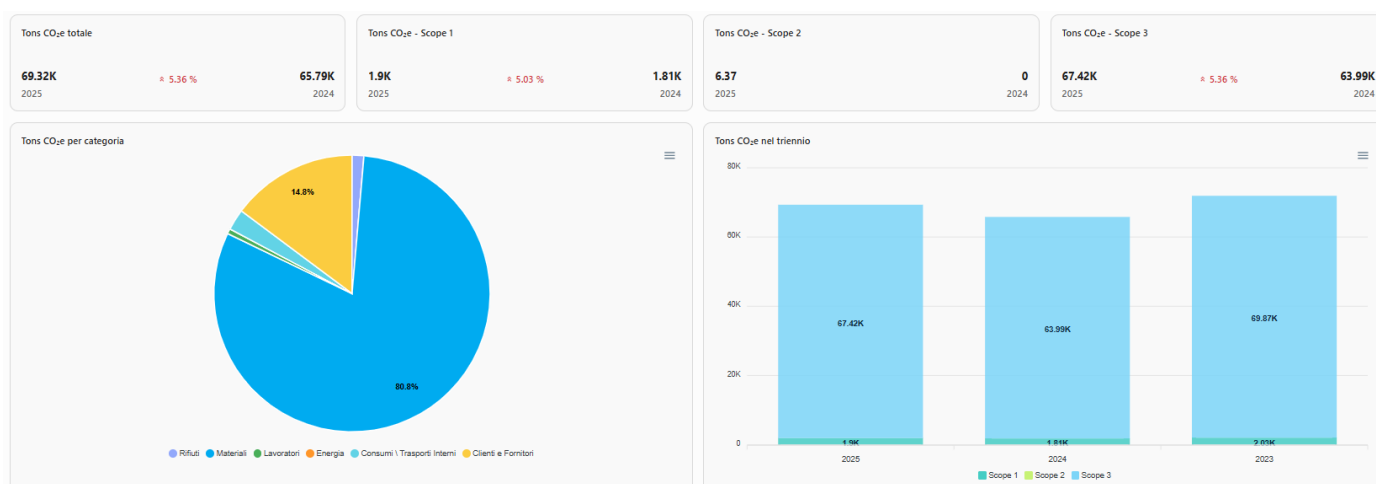 Tons CO₂e totale
69.32K
5.36 %
65.79K
2025
2024
Tons CO₂e - Scope 1
1.9K
5.03 %
1.81K
2025
2024
Tons CO₂e - Scope 2
6.37
0
2025
2024
Tons CO₂e - Scope 3
67.42K
5.36 %
63.99K
2025
2024
Tons CO₂e per categoria
14.8%
80.8%
Rifiuti
Materiali
Lavoratori
Energia
Consumi \ Trasporti Interni
Clienti e Fornitori
Tons CO₂e nel triennio
80K
60K
40K
20K
0
67.42K
63.99K
69.87K
1.9K
1.81K
2.03K
2025
2024
2023
Scope 1
Scope 2
Scope 3